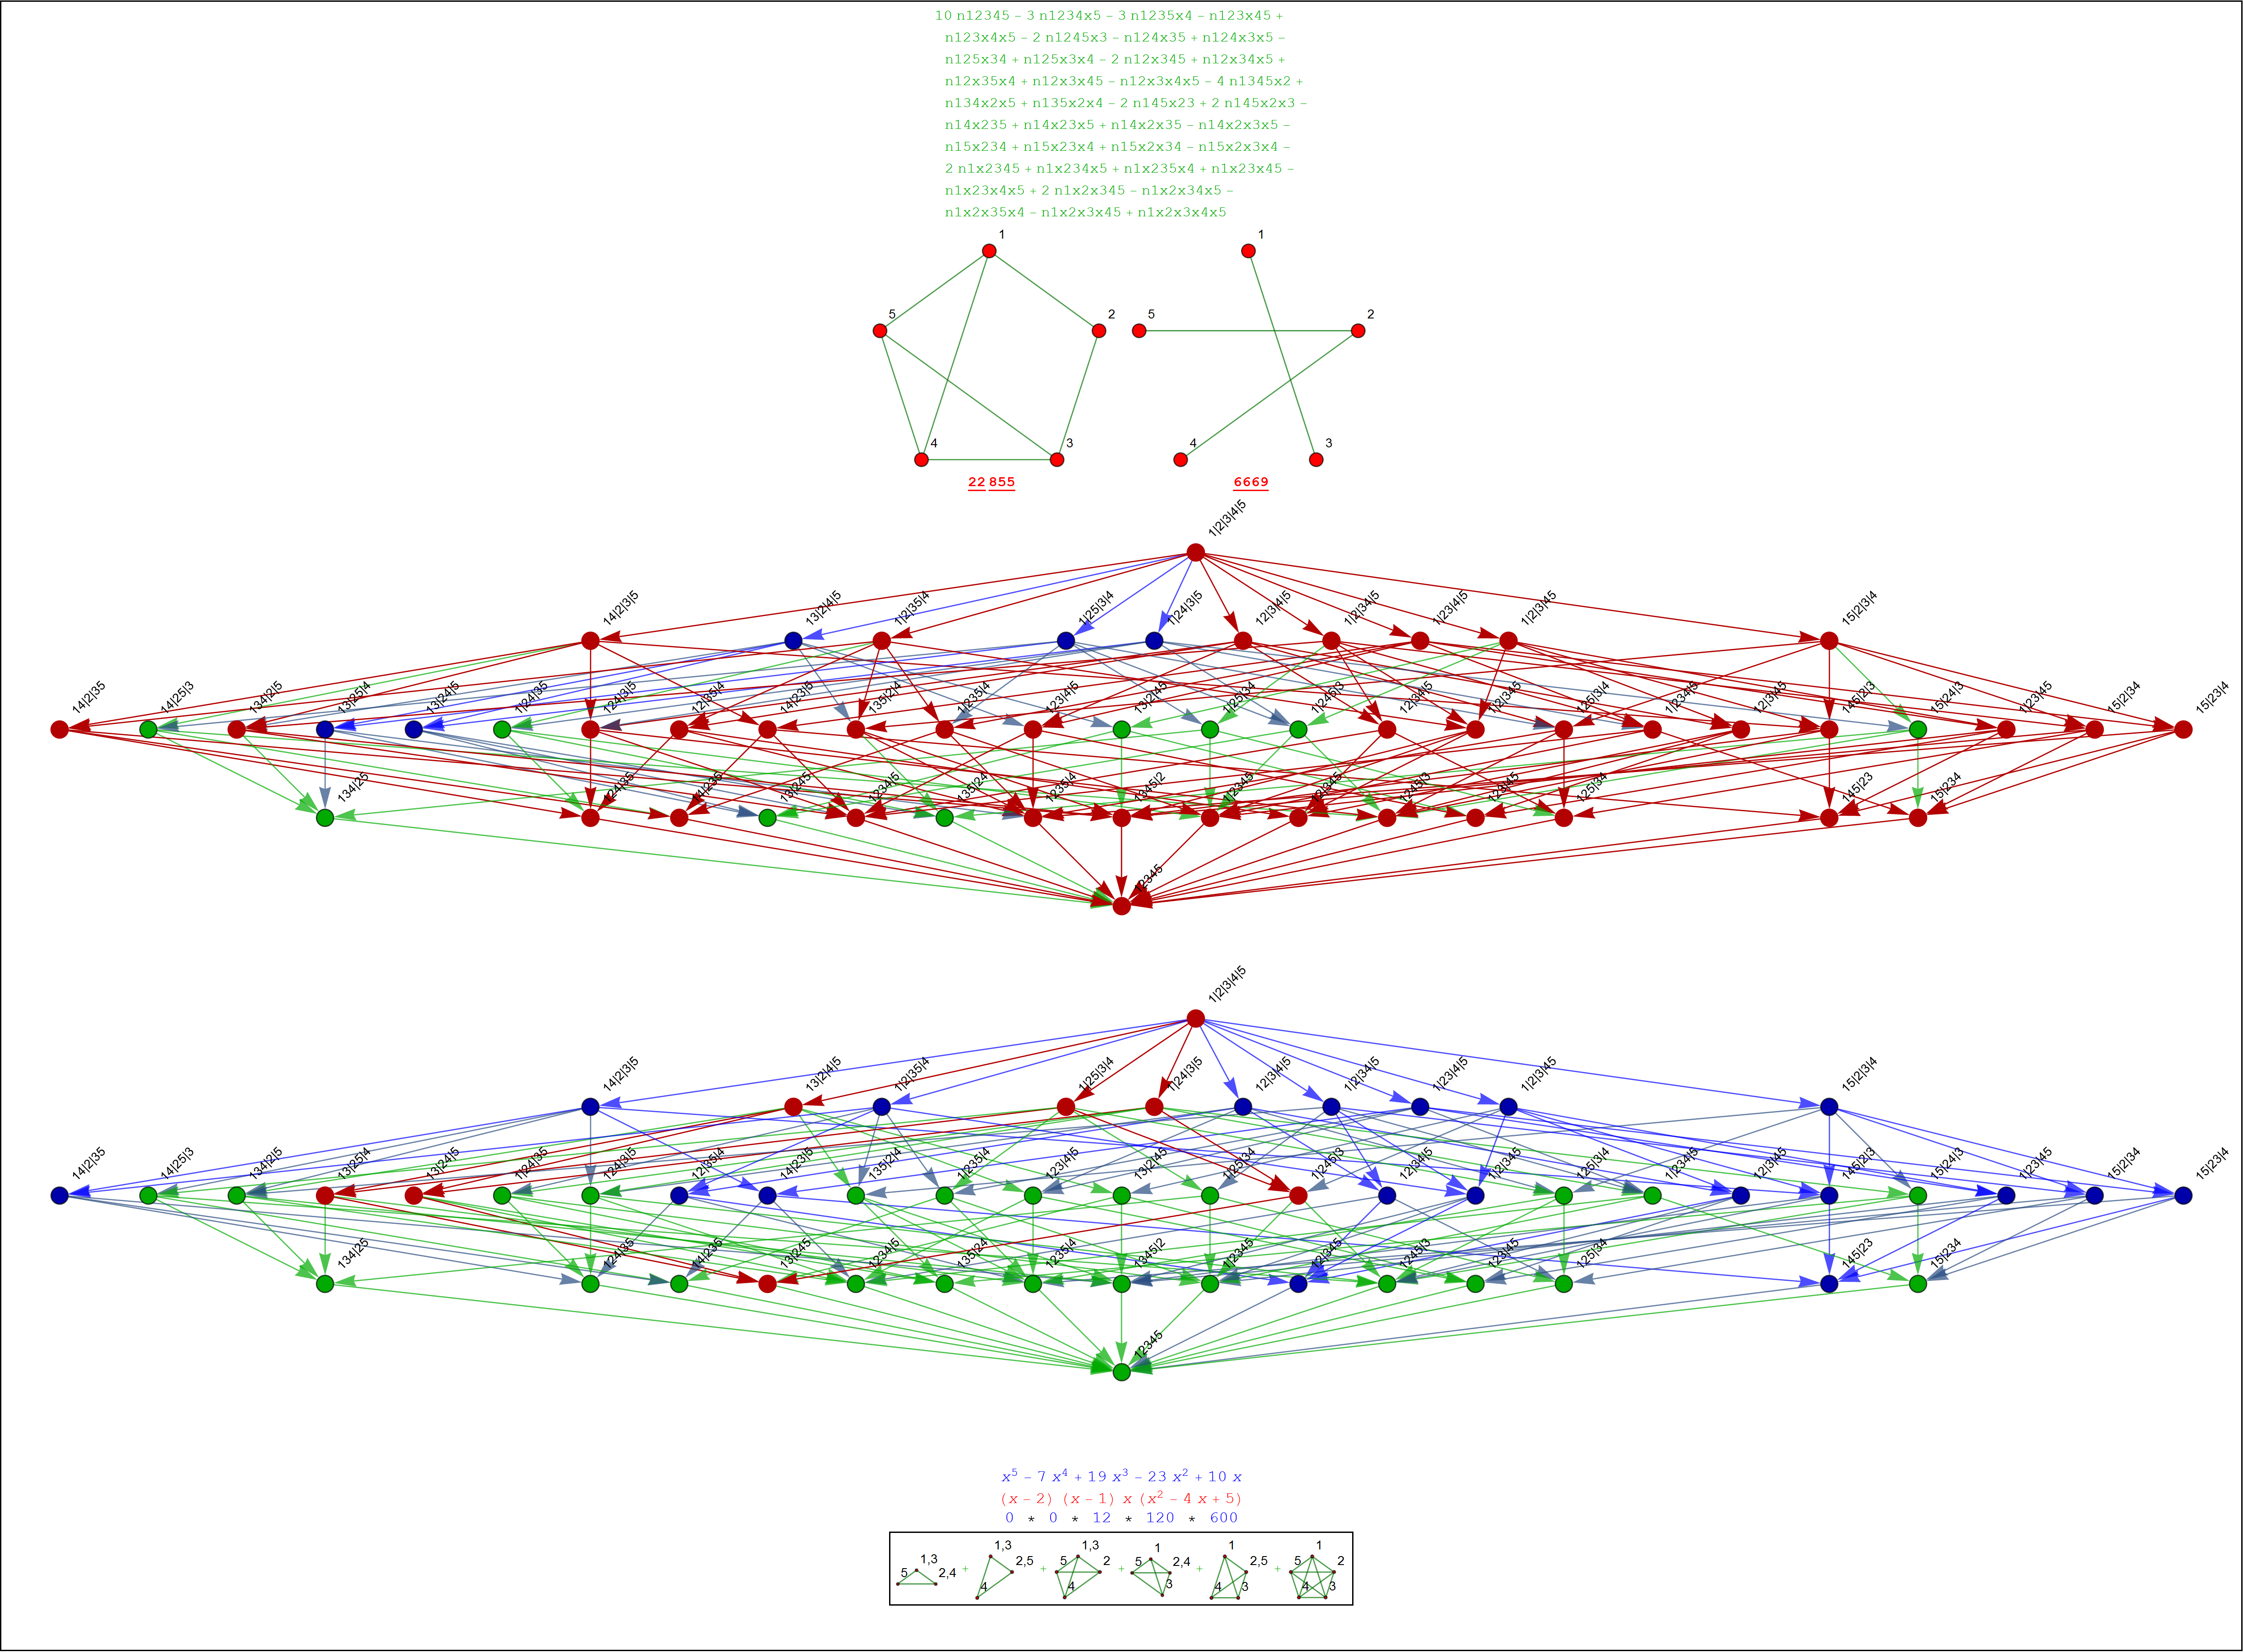 10 n12345 − 3 n1234x5 − 3 n1235x4 − n123x45 +
n123x4x5 − 2 n1245x3 − n124x35 + n124x3x5 −
n125x34 + n125x3x4 − 2 n12x345 + n12x34x5 +
n12x35x4 + n12x3x45 − n12x3x4x5 − 4 n1345x2 +
n134x2x5 + n135x2x4 − 2 n145x23 + 2 n145x2x3 −
n14x235 + n14x23x5 + n14x2x35 − n14x2x3x5 −
n15x234 + n15x23x4 + n15x2x34 − n15x2x3x4 −
2 n1x2345 + n1x234x5 + n1x235x4 + n1x23x45 −
n1x23x4x5 + 2 n1x2x345 − n1x2x34x5 −
n1x2x35x4 − n1x2x3x45 + n1x2x3x4x5
1 1
5 2 5 2
4 3 4 3
22 855 6669
1|2|3|4|5
14|2|3|5 13|2|4|5 1|2|35|4 1|25|3|4 1|24|3|5 12|3|4|5 1|2|34|5 1|23|4|5 1|2|3|45 15|2|3|4
14|2|35 14|25|3 134|2|5 13|25|4 13|24|5 1|24|35 124|3|5 12|35|4 14|23|5 135|2|4 1|235|4 123|4|5 13|2|45 1|25|34 1|245|3 12|34|5 1|2|345 125|3|4 1|234|5 12|3|45 145|2|3 15|24|3 1|23|45 15|2|34 15|23|4
134|25 124|35 14|235 13|245 1234|5 135|24 1235|4 1345|2 1|2345 12|345 1245|3 123|45 125|34 145|23 15|234
12345
1|2|3|4|5
14|2|3|5 13|2|4|5 1|2|35|4 1|25|3|4 1|24|3|5 12|3|4|5 1|2|34|5 1|23|4|5 1|2|3|45 15|2|3|4
14|2|35 14|25|3 134|2|5 13|25|4 13|24|5 1|24|35 124|3|5 12|35|4 14|23|5 135|2|4 1|235|4 123|4|5 13|2|45 1|25|34 1|245|3 12|34|5 1|2|345 125|3|4 1|234|5 12|3|45 145|2|3 15|24|3 1|23|45 15|2|34 15|23|4
134|25 124|35 14|235 13|245 1234|5 135|24 1235|4 1345|2 1|2345 12|345 1245|3 123|45 125|34 145|23 15|234
12345
x⁵ − 7 x⁴ + 19 x³ − 23 x² + 10 x
(x − 2) (x − 1) x (x² − 4 x + 5)
0 * 0 * 12 * 120 * 600
5 1,3 2,4 + 1,3 2,5 4 + 5 1,3 2 4 + 5 1 2,4 3 + 1 2,5 4 3 + 5 1 2 4 3